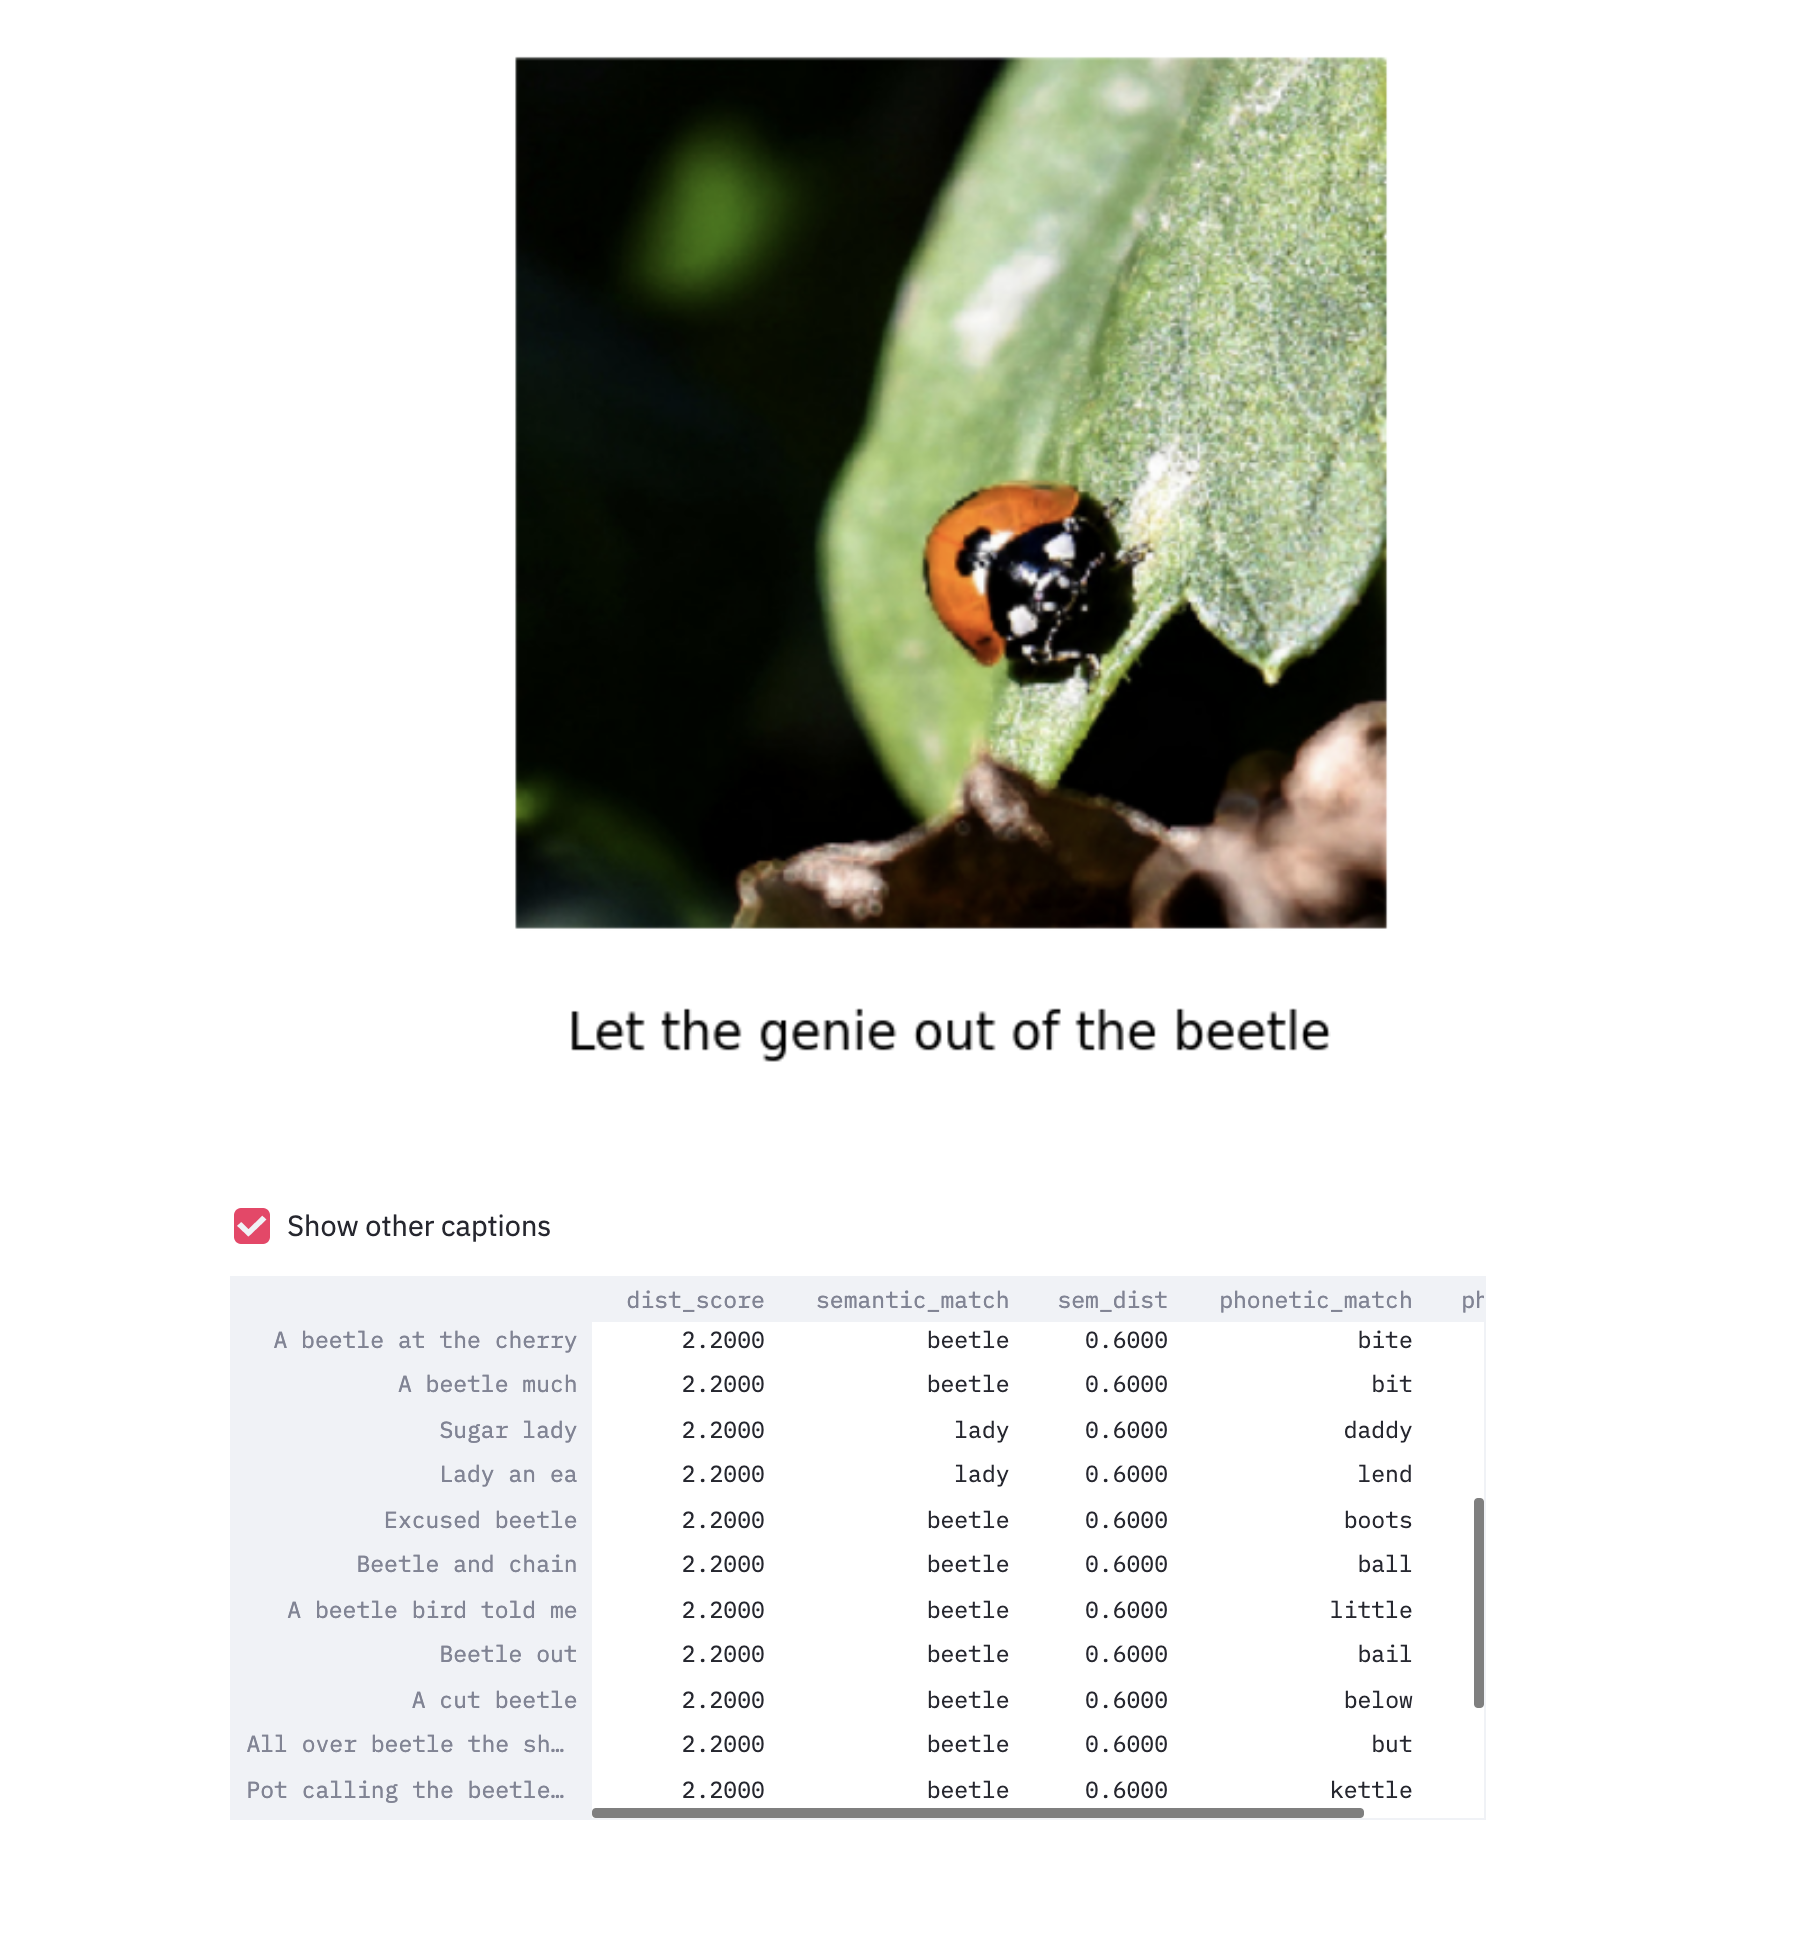 Let the genie out of the beetle
Show other captions
dist_score semantic_match sem_dist phonetic_match ph
A beetle at the cherry 2.2000 beetle 0.6000 bite
A beetle much 2.2000 beetle 0.6000 bit
Sugar lady 2.2000 lady 0.6000 daddy
Lady an ea 2.2000 lady 0.6000 lend
Excused beetle 2.2000 beetle 0.6000 boots
Beetle and chain 2.2000 beetle 0.6000 ball
A beetle bird told me 2.2000 beetle 0.6000 little
Beetle out 2.2000 beetle 0.6000 bail
A cut beetle 2.2000 beetle 0.6000 below
All over beetle the sh… 2.2000 beetle 0.6000 but
Pot calling the beetle… 2.2000 beetle 0.6000 kettle